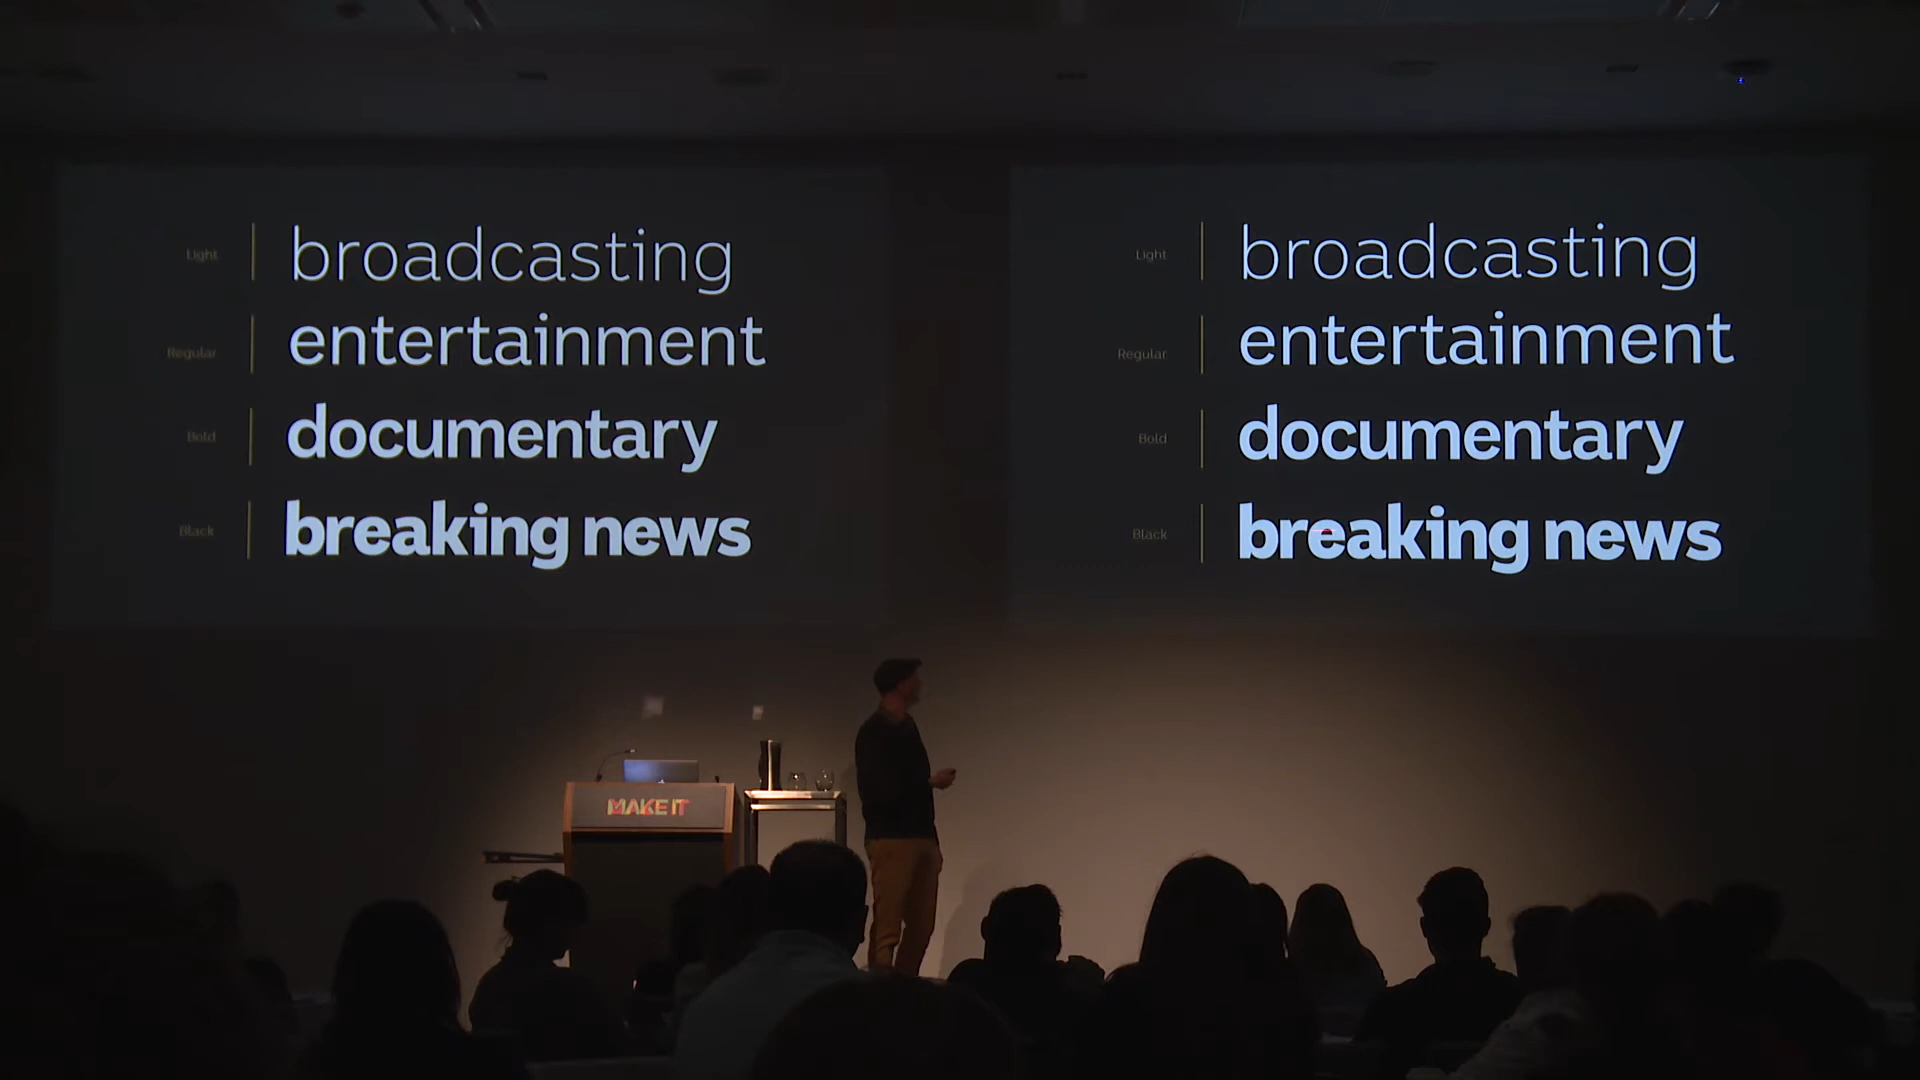 Light broadcasting
Regular entertainment
Bold documentary
Black breaking news
Light broadcasting
Regular entertainment
Bold documentary
Black breaking news
MAKE IT